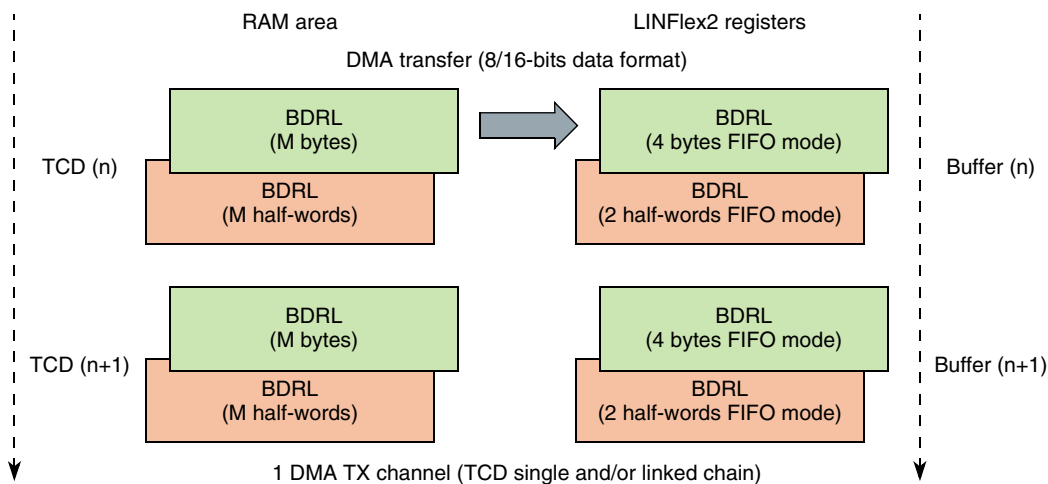 RAM area
LINFlex2 registers
DMA transfer (8/16-bits data format)
BDRL
(M bytes)
BDRL
(4 bytes FIFO mode)
TCD (n)
BDRL
(M half-words)
BDRL
(2 half-words FIFO mode)
Buffer (n)
BDRL
(M bytes)
BDRL
(4 bytes FIFO mode)
TCD (n+1)
BDRL
(M half-words)
BDRL
(2 half-words FIFO mode)
Buffer (n+1)
1 DMA TX channel (TCD single and/or linked chain)